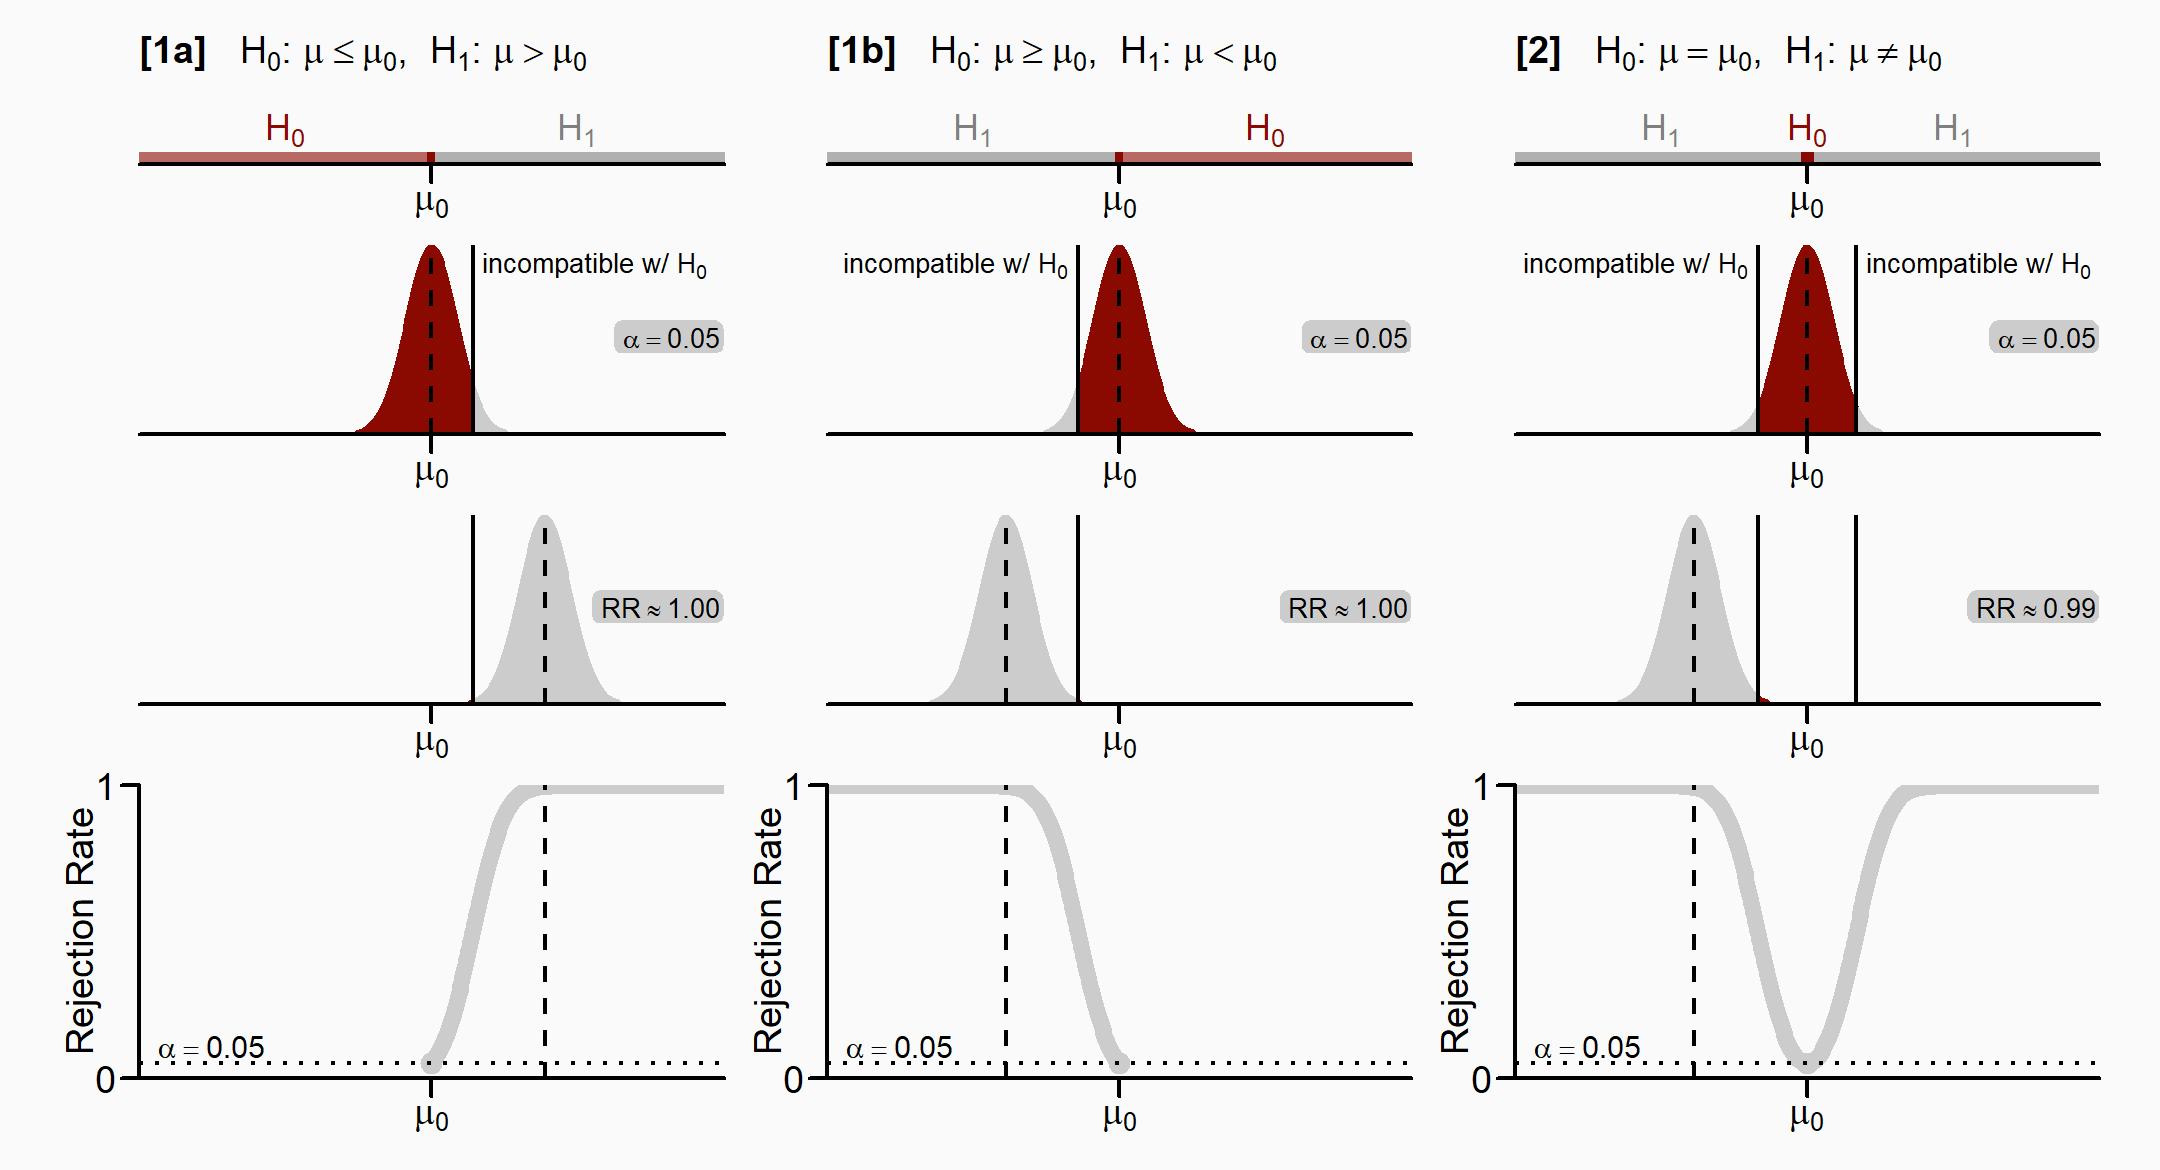 [1a] H₀: μ ≤ μ₀, H₁: μ > μ₀
H₀ H₁
μ₀
incompatible w/ H₀
α = 0.05
μ₀
RR ≈ 1.00
μ₀
1
Rejection Rate
α = 0.05
0
μ₀
[1b] H₀: μ ≥ μ₀, H₁: μ < μ₀
H₁ H₀
μ₀
incompatible w/ H₀
α = 0.05
μ₀
RR ≈ 1.00
μ₀
1
Rejection Rate
α = 0.05
0
μ₀
[2] H₀: μ = μ₀, H₁: μ ≠ μ₀
H₁ H₀ H₁
μ₀
incompatible w/ H₀ incompatible w/ H₀
α = 0.05
μ₀
RR ≈ 0.99
μ₀
1
Rejection Rate
α = 0.05
0
μ₀